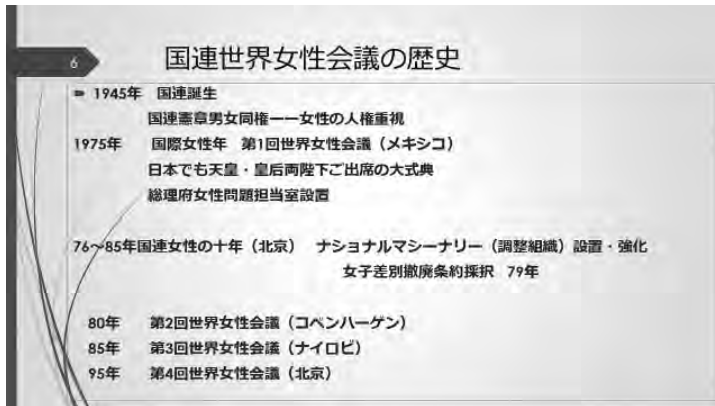 6
国連世界女性会議の歴史
1945年 国連誕生
国連憲章男女同権ーー女性の人権重視
1975年 国際女性年 第1回世界女性会議（メキシコ）
日本でも天皇・皇后両陛下ご出席の大式典
総理府女性問題担当室設置
76～85年国連女性の十年（北京） ナショナルマシーナリー（調整組織）設置・強化
女子差別撤廃条約採択 79年
80年 第2回世界女性会議（コペンハーゲン）
85年 第3回世界女性会議（ナイロビ）
95年 第4回世界女性会議（北京）